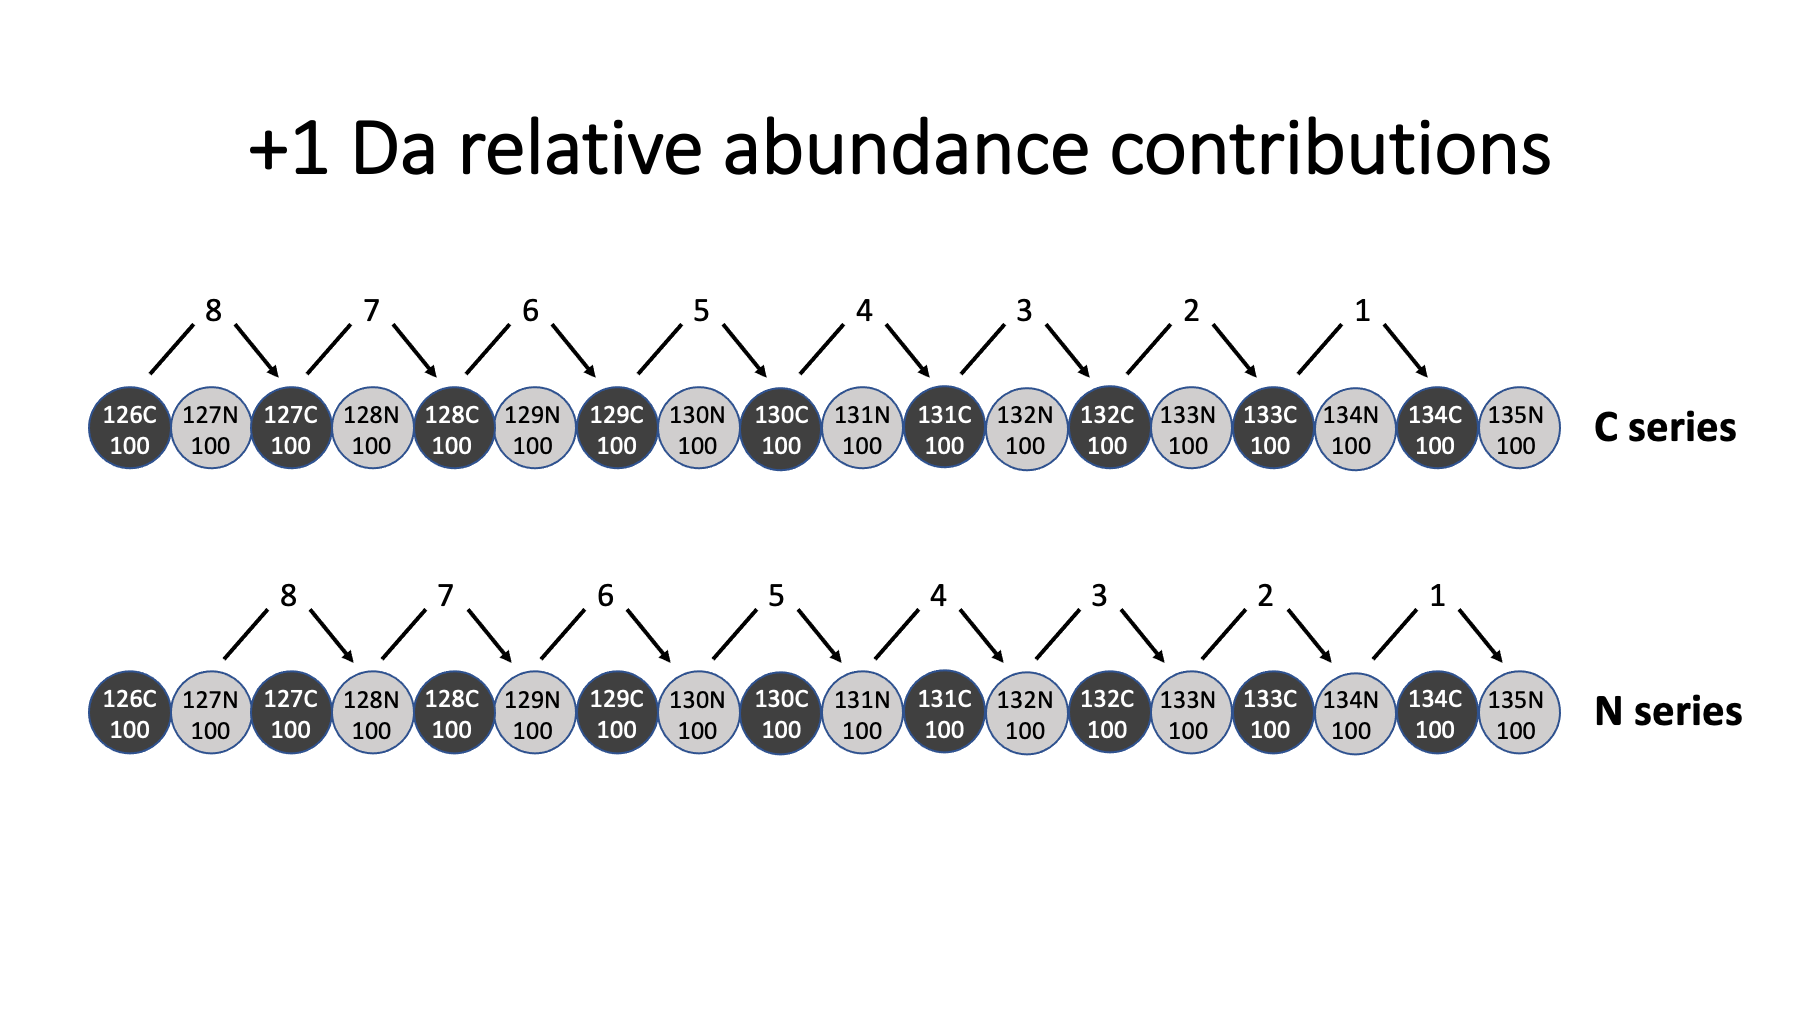 +1 Da relative abundance contributions
8 7 6 5 4 3 2 1
126C 127N 127C 128N 128C 129N 129C 130N 130C 131N 131C 132N 132C 133N 133C 134N 134C 135N
100 100 100 100 100 100 100 100 100 100 100 100 100 100 100 100 100 100
C series
8 7 6 5 4 3 2 1
126C 127N 127C 128N 128C 129N 129C 130N 130C 131N 131C 132N 132C 133N 133C 134N 134C 135N
100 100 100 100 100 100 100 100 100 100 100 100 100 100 100 100 100 100
N series